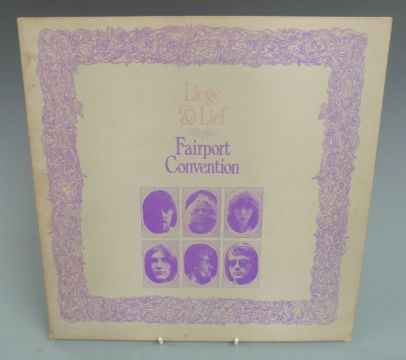 Liege
& Lief
Fairport
Convention